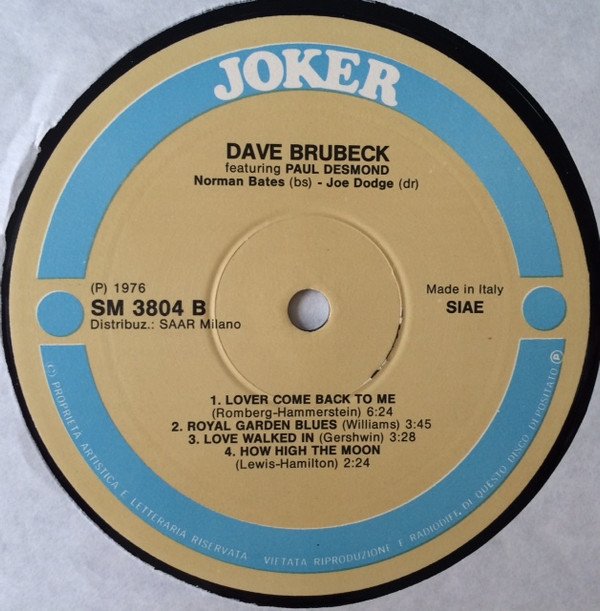 JOKER
DAVE BRUBECK
featuring PAUL DESMOND
Norman Bates (bs) - Joe Dodge (dr)
(P) 1976
SM 3804 B
Distribuz.: SAAR Milano
Made in Italy
SIAE
1. LOVER COME BACK TO ME
(Romberg-Hammerstein) 6:24
2. ROYAL GARDEN BLUES (Williams) 3:45
3. LOVE WALKED IN (Gershwin) 3:28
4. HOW HIGH THE MOON
(Lewis-Hamilton) 2:24
(C) PROPRIETA ARTISTICA E LETTERARIA RISERVATA VIETATA RIPRODUZIONE E RADIODIFF. DI QUESTO DISCO DEPOSITATO (P)